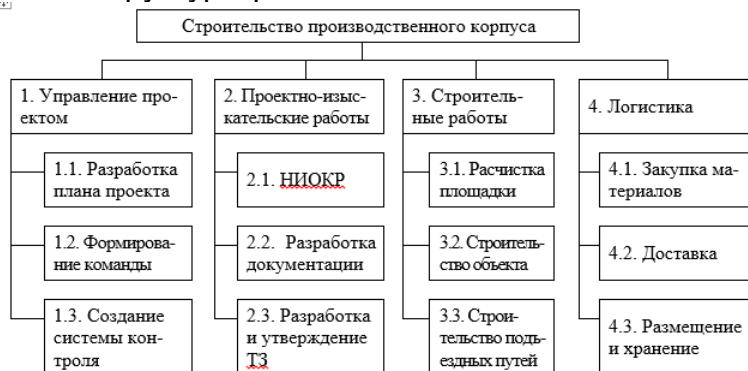 Строительство производственного корпуса
1. Управление про-
ектом
2. Проектно-изыс-
кательские работы
3. Строитель-
ные работы
4. Логистика
1.1. Разработка
плана проекта
2.1. НИОКР
3.1. Расчистка
площадки
4.1. Закупка ма-
териалов
1.2. Формирова-
ние команды
2.2. Разработка
документации
3.2. Строитель-
ство объекта
4.2. Доставка
1.3. Создание
системы кон-
троля
2.3. Разработка
и утверждение
ТЗ
3.3. Строи-
тельство подъ-
ездных путей
4.3. Размещение
и хранение